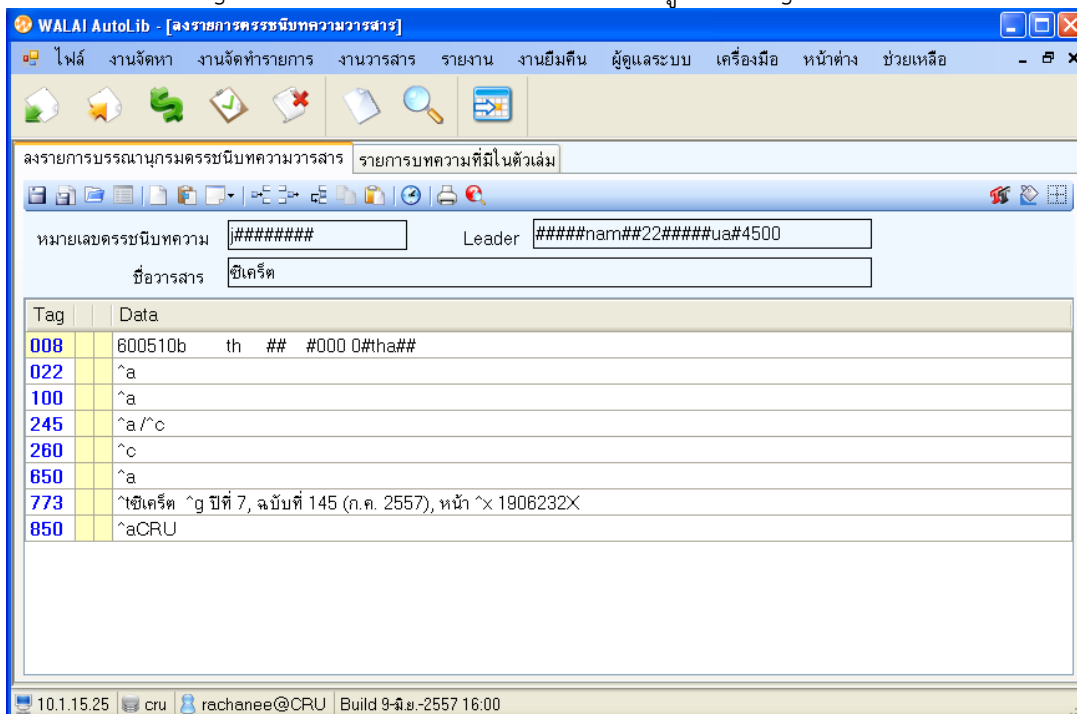 WALAI AutoLib - [ลงรายการดรรชนีบทความวารสาร]
ไฟล์ งานจัดหา งานจัดทำรายการ งานวารสาร รายงาน งานยืมคืน ผู้ดูแลระบบ เครื่องมือ หน้าต่าง ช่วยเหลือ
ลงรายการบรรณานุกรมดรรชนีบทความวารสาร รายการบทความที่มีในตัวเล่ม
หมายเลขดรรชนีบทความ j######## Leader #####nam##22#####ua#4500
ชื่อวารสาร ซีเคร็ต
Tag Data
008 600510b th ## #000 0#tha##
022 ^a
100 ^a
245 ^a /^c
260 ^c
650 ^a
773 ^tซีเคร็ต ^g ปีที่ 7, ฉบับที่ 145 (ก.ค. 2557), หน้า ^x 1906232X
850 ^aCRU
10.1.15.25 cru rachanee@CRU Build 9-มิ.ย.-2557 16:00